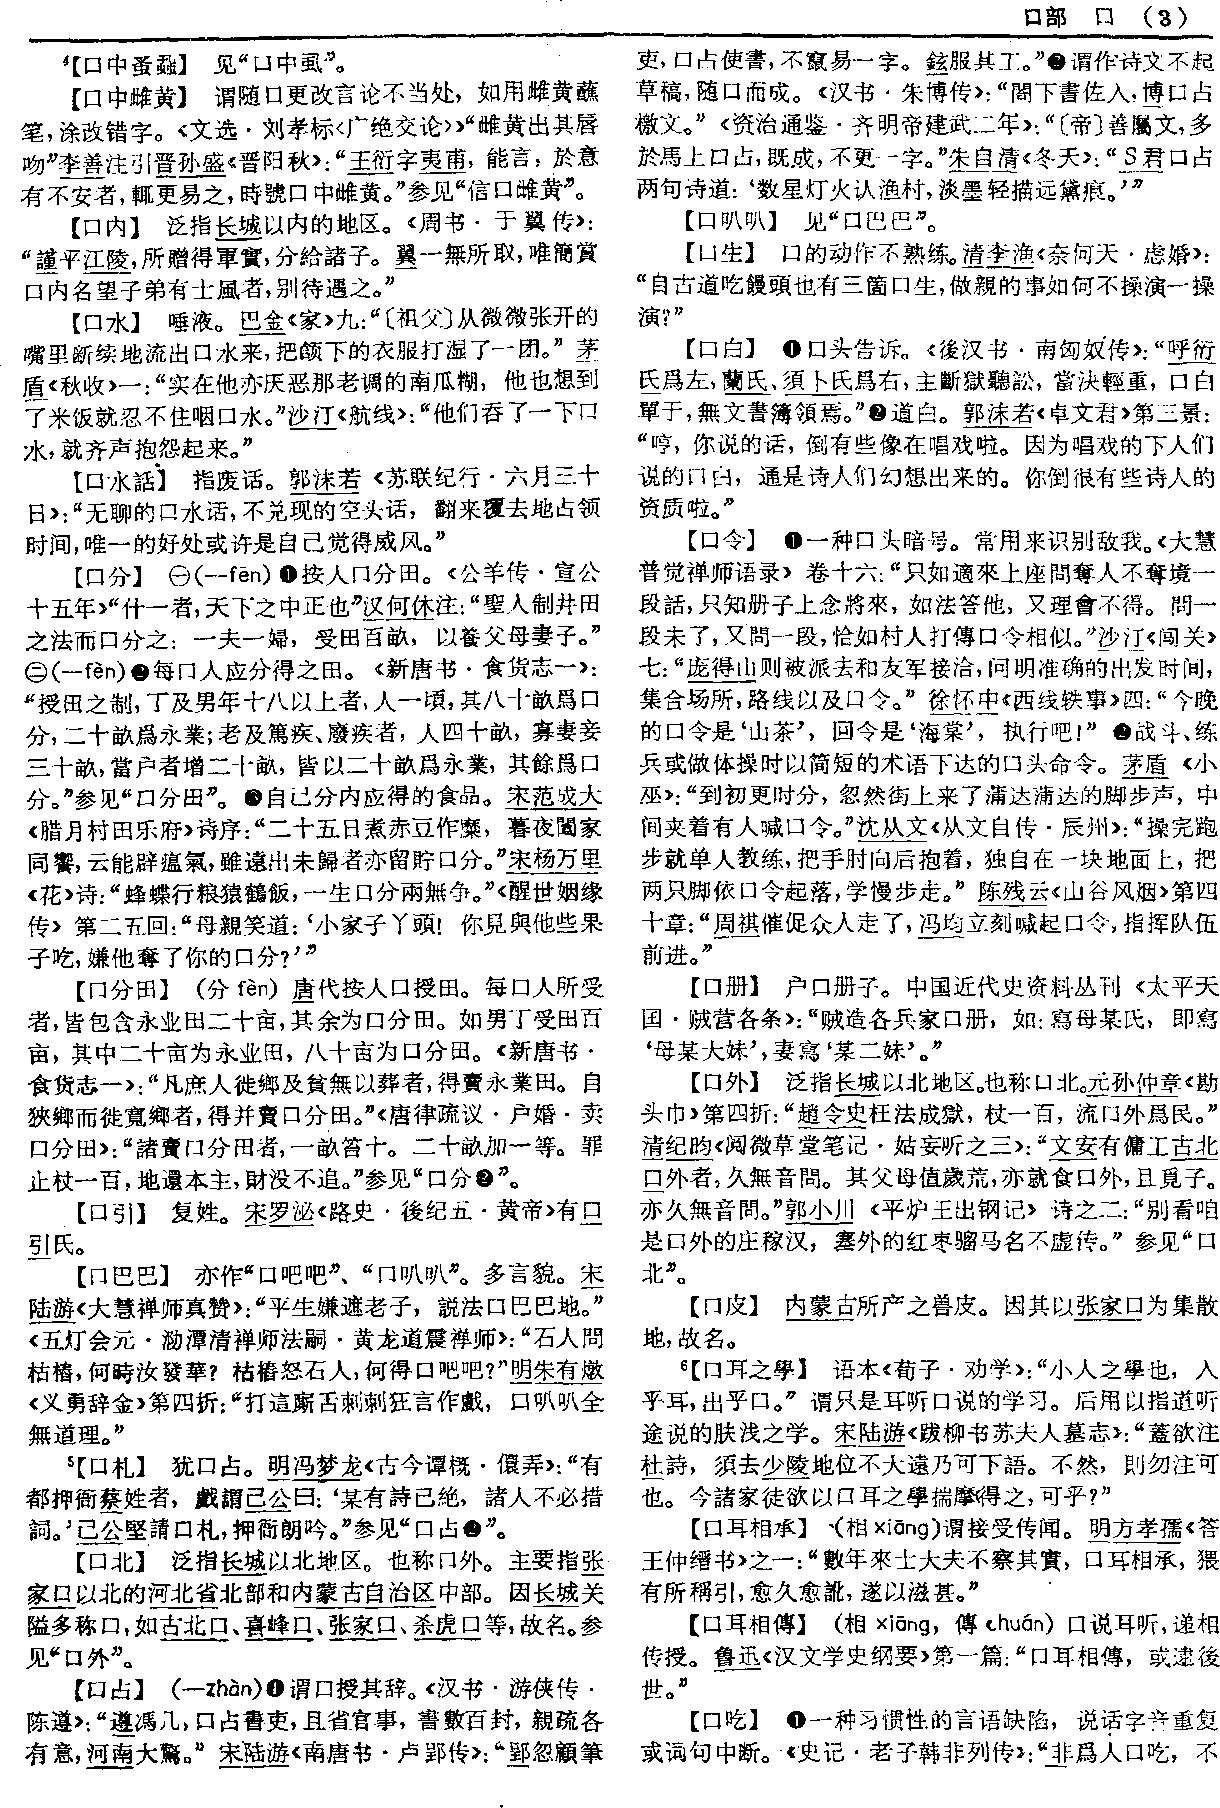 口部 口 （3）
⁴【口中蚤蝨】 见“口中虱”。
【口中雌黄】 谓随口更改言论不当处，如用雌黄蘸
笔，涂改错字。《文选·刘孝标〈广绝交论〉》“雌黄出其唇
吻”李善注引晋孙盛《晋阳秋》：“王衍字夷甫，能言，於意
有不安者，輒更易之，時號口中雌黄。”参见“信口雌黄”。
【口内】 泛指长城以内的地区。《周书·于翼传》：
“謹平江陵，所贈得軍實，分給諸子。翼一無所取，唯簡賞
口内名望子弟有士風者，别待遇之。”
【口水】 唾液。巴金《家》九：“〔祖父〕从微微张开的
嘴里断续地流出口水来，把颔下的衣服打湿了一团。”茅
盾《秋收》一：“实在他亦厌恶那老调的南瓜糊，他也想到
了米饭就忍不住咽口水。”沙汀《航线》：“他们吞了一下口
水，就齐声抱怨起来。”
【口水話】 指废话。郭沫若《苏联纪行·六月三十
日》：“无聊的口水话，不兑现的空头话，翻来覆去地占领
时间，唯一的好处或许是自己觉得威风。”
【口分】 ㊀(—fēn)❶按人口分田。《公羊传·宣公
十五年》“什一者，天下之中正也”汉何休注：“聖人制井田
之法而口分之：一夫一婦，受田百畝，以養父母妻子。”
㊁(—fèn)❷每口人应分得之田。《新唐书·食货志一》：
“授田之制，丁及男年十八以上者，人一頃，其八十畝爲口
分，二十畝爲永業；老及篤疾、廢疾者，人四十畝，寡妻妾
三十畝，當户者增二十畝，皆以二十畝爲永業，其餘爲口
分。”参见“口分田”。❸自己分内应得的食品。宋范成大
《腊月村田乐府》诗序：“二十五日煮赤豆作糜，暮夜闔家
同饗，云能辟瘟氣，雖遠出未歸者亦留貯口分。”宋杨万里
《花》诗：“蜂蝶行粮猿鶴飯，一生口分兩無争。”《醒世姻缘
传》第二五回：“母親笑道：‘小家子丫頭！你見與他些果
子吃，嫌他奪了你的口分？’”
【口分田】 （分 fèn）唐代按人口授田。每口人所受
者，皆包含永业田二十亩，其余为口分田。如男丁受田百
亩，其中二十亩为永业田，八十亩为口分田。《新唐书·
食货志一》：“凡庶人徙鄉及貧無以葬者，得賣永業田。自
狹鄉而徙寬鄉者，得并賣口分田。”《唐律疏议·户婚·卖
口分田》：“諸賣口分田者，一畝笞十。二十畝加一等。罪
止杖一百，地還本主，財没不追。”参见“口分❷”。
【口引】 复姓。宋罗泌《路史·後纪五·黄帝》有口
引氏。
【口巴巴】 亦作“口吧吧”、“口叭叭”。多言貌。宋
陆游《大慧禅师真赞》：“平生嫌遮老子，説法口巴巴地。”
《五灯会元·泐潭清禅师法嗣·黄龙道震禅师》：“石人問
枯樁，何時汝發華？枯樁怒石人，何得口吧吧？”明朱有燉
《义勇辞金》第四折：“打這廝舌刺刺狂言作戲，口叭叭全
無道理。”
⁵【口札】 犹口占。明冯梦龙《古今谭概·儇弄》：“有
都押衙蔡姓者，戲謂己公曰：‘某有詩已絶，諸人不必措
詞。’己公堅請口札，押衙朗吟。”参见“口占❷”。
【口北】 泛指长城以北地区。也称口外。主要指张
家口以北的河北省北部和内蒙古自治区中部。因长城关
隘多称口，如古北口、喜峰口、张家口、杀虎口等，故名。参
见“口外”。
【口占】 （—zhàn）❶谓口授其辞。《汉书·游侠传·
陈遵》：“遵馮几，口占書吏，且省官事，書數百封，親疏各
有意，河南大驚。”宋陆游《南唐书·卢郢传》：“郢忽顧筆
吏，口占使書，不竄易一字。鉉服其工。”❷谓作诗文不起
草稿，随口而成。《汉书·朱博传》：“閤下書佐入，博口占
檄文。”《资治通鉴·齐明帝建武二年》：“〔帝〕善屬文，多
於馬上口占，既成，不更一字。”朱自清《冬天》：“S君口占
两句诗道：‘数星灯火认渔村，淡墨轻描远黛痕。’”
【口叭叭】 见“口巴巴”。
【口生】 口的动作不熟练。清李渔《奈何天·虑婚》：
“自古道吃饅頭也有三箇口生，做親的事如何不操演一操
演？”
【口白】 ❶口头告诉。《後汉书·南匈奴传》：“呼衍
氏爲左，蘭氏、須卜氏爲右，主斷獄聽訟，當决輕重，口白
單于，無文書簿領焉。”❷道白。郭沫若《卓文君》第三景：
“哼，你说的话，倒有些像在唱戏啦。因为唱戏的下人们
说的口白，通是诗人们幻想出来的。你倒很有些诗人的
资质啦。”
【口令】 ❶一种口头暗号。常用来识别敌我。《大慧
普觉禅师语录》卷十六：“只如適來上座問奪人不奪境一
段話，只知册子上念將來，如法答他，又理會不得。問一
段未了，又問一段，恰如村人打傳口令相似。”沙汀《闯关》
七：“庞得山则被派去和友军接洽，问明准确的出发时间，
集合场所，路线以及口令。”徐怀中《西线轶事》四：“今晚
的口令是‘山茶’，回令是‘海棠’，执行吧！”❷战斗、练
兵或做体操时以简短的术语下达的口头命令。茅盾《小
巫》：“到初更时分，忽然街上来了蒲达蒲达的脚步声，中
间夹着有人喊口令。”沈从文《从文自传·辰州》：“操完跑
步就单人教练，把手肘向后抱着，独自在一块地面上，把
两只脚依口令起落，学慢步走。”陈残云《山谷风烟》第四
十章：“周祺催促众人走了，冯均立刻喊起口令，指挥队伍
前进。”
【口册】 户口册子。中国近代史资料丛刊《太平天
国·贼营各条》：“贼造各兵家口册，如：寫母某氏，即寫
‘母某大妹’，妻寫‘某二妹’。”
【口外】 泛指长城以北地区。也称口北。元孙仲章《勘
头巾》第四折：“趙令史枉法成獄，杖一百，流口外爲民。”
清纪昀《阅微草堂笔记·姑妄听之三》：“文安有傭工古北
口外者，久無音問。其父母值歲荒，亦就食口外，且覓子。
亦久無音問。”郭小川《平炉王出钢记》诗之二：“别看咱
是口外的庄稼汉，塞外的红枣骝马名不虚传。”参见“口
北”。
【口皮】 内蒙古所产之兽皮。因其以张家口为集散
地，故名。
⁶【口耳之學】 语本《荀子·劝学》：“小人之學也，入
乎耳，出乎口。”谓只是耳听口说的学习。后用以指道听
途说的肤浅之学。宋陆游《跋柳书苏夫人墓志》：“蓋欲注
杜詩，須去少陵地位不大遠乃可下語。不然，則勿注可
也。今諸家徒欲以口耳之學揣摩得之，可乎？”
【口耳相承】 （相 xiāng）谓接受传闻。明方孝孺《答
王仲缙书》之一：“數年來士大夫不察其實，口耳相承，猥
有所稱引，愈久愈訛，遂以滋甚。”
【口耳相傳】 （相 xiāng，傳 chuán）口说耳听，递相
传授。鲁迅《汉文学史纲要》第一篇：“口耳相傳，或逮後
世。”
【口吃】 ❶一种习惯性的言语缺陷，说话字音重复
或词句中断。《史记·老子韩非列传》：“非爲人口吃，不